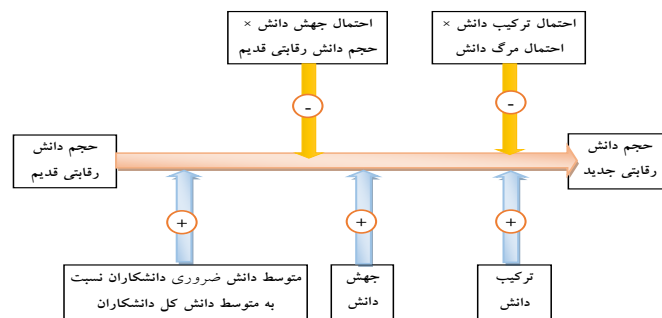 احتمال جهش دانش ×
حجم دانش رقابتی قدیم
احتمال ترکیب دانش ×
احتمال مرگ دانش
-
-
حجم دانش
رقابتی قدیم
حجم دانش
رقابتی جدید
+
+
+
متوسط دانش ضروری دانشکاران نسبت
به متوسط دانش کل دانشکاران
جهش
دانش
ترکیب
دانش